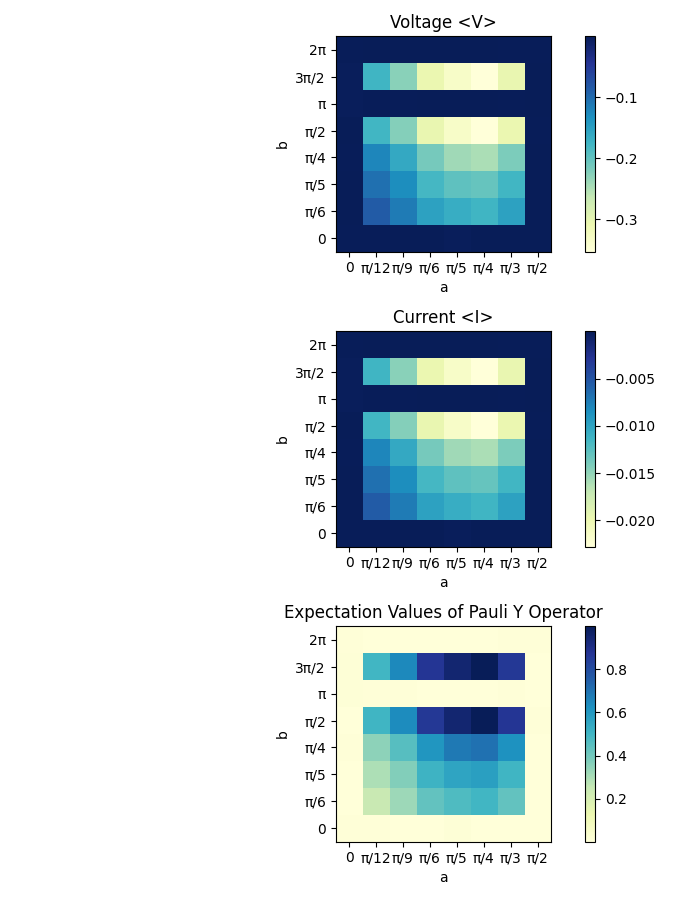 Voltage <V>
2π
3π/2
π
π/2
π/4
π/5
π/6
0
b
0 π/12 π/9 π/6 π/5 π/4 π/3 π/2
a
−0.1
−0.2
−0.3
Current <I>
2π
3π/2
π
π/2
π/4
π/5
π/6
0
b
0 π/12 π/9 π/6 π/5 π/4 π/3 π/2
a
−0.005
−0.010
−0.015
−0.020
Expectation Values of Pauli Y Operator
2π
3π/2
π
π/2
π/4
π/5
π/6
0
b
0 π/12 π/9 π/6 π/5 π/4 π/3 π/2
a
0.8
0.6
0.4
0.2